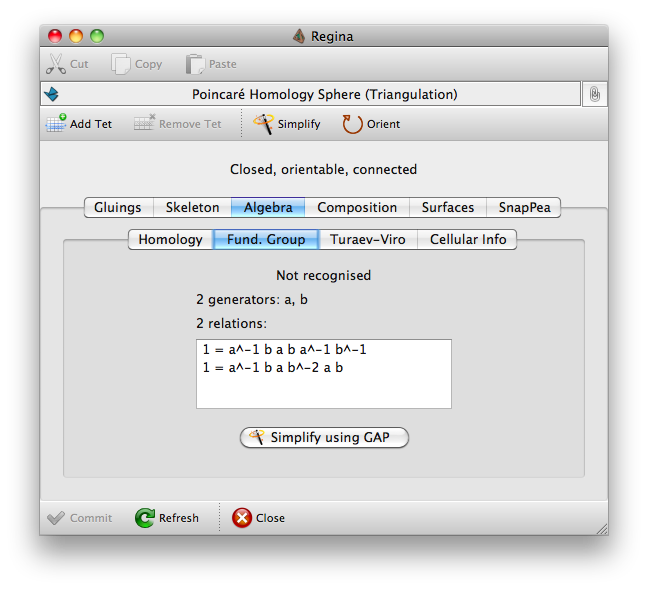 Regina
Cut Copy Paste
Poincaré Homology Sphere (Triangulation)
Add Tet Remove Tet Simplify Orient
Closed, orientable, connected
Gluings Skeleton Algebra Composition Surfaces SnapPea
Homology Fund. Group Turaev-Viro Cellular Info
Not recognised
2 generators: a, b
2 relations:
1 = a^-1 b a b a^-1 b^-1
1 = a^-1 b a b^-2 a b
Simplify using GAP
Commit Refresh Close